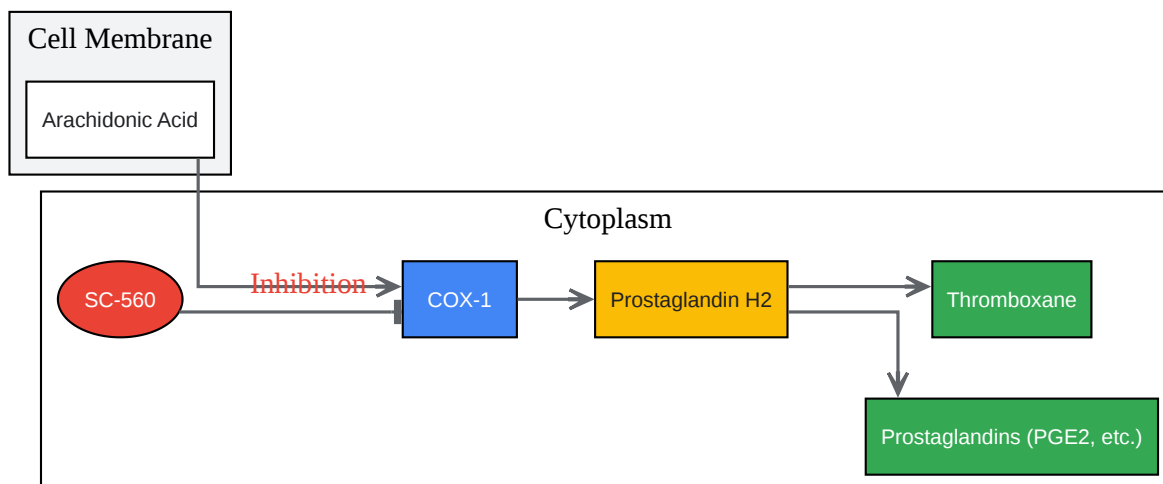 Cell Membrane
Arachidonic Acid
Cytoplasm
Inhibition
SC-560
COX-1
Prostaglandin H2
Thromboxane
Prostaglandins (PGE2, etc.)